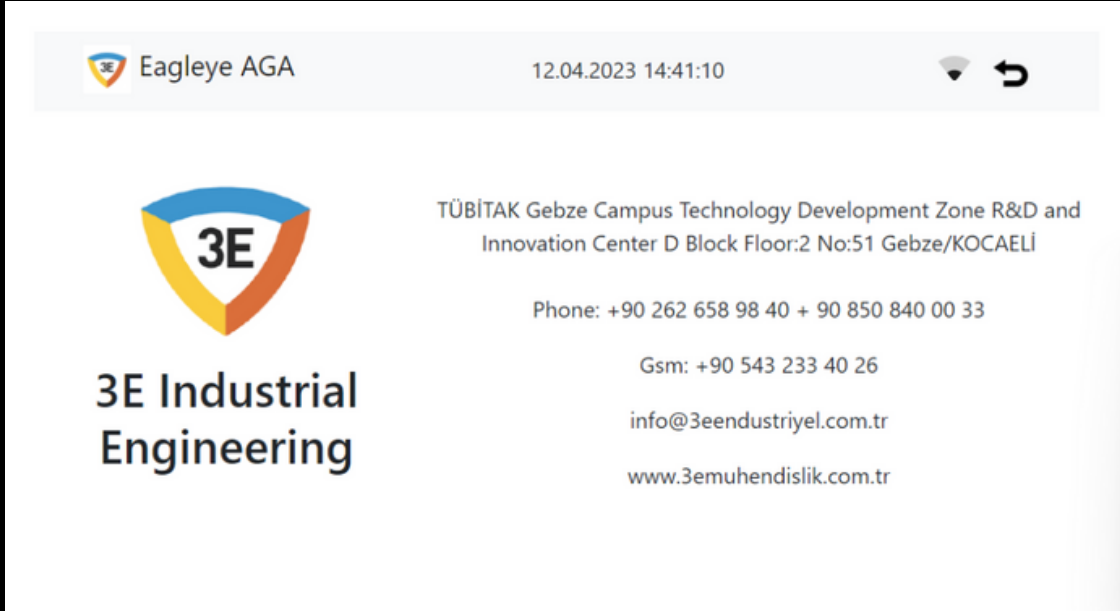 3E Eagleye AGA
12.04.2023 14:41:10
3E
3E Industrial
Engineering
TÜBİTAK Gebze Campus Technology Development Zone R&D and
Innovation Center D Block Floor:2 No:51 Gebze/KOCAELİ
Phone: +90 262 658 98 40 + 90 850 840 00 33
Gsm: +90 543 233 40 26
info@3eendustriyel.com.tr
www.3emuhendislik.com.tr